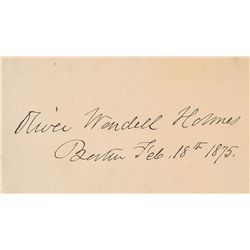 Oliver Wendell Holmes
Boston Feb. 18th 1875.